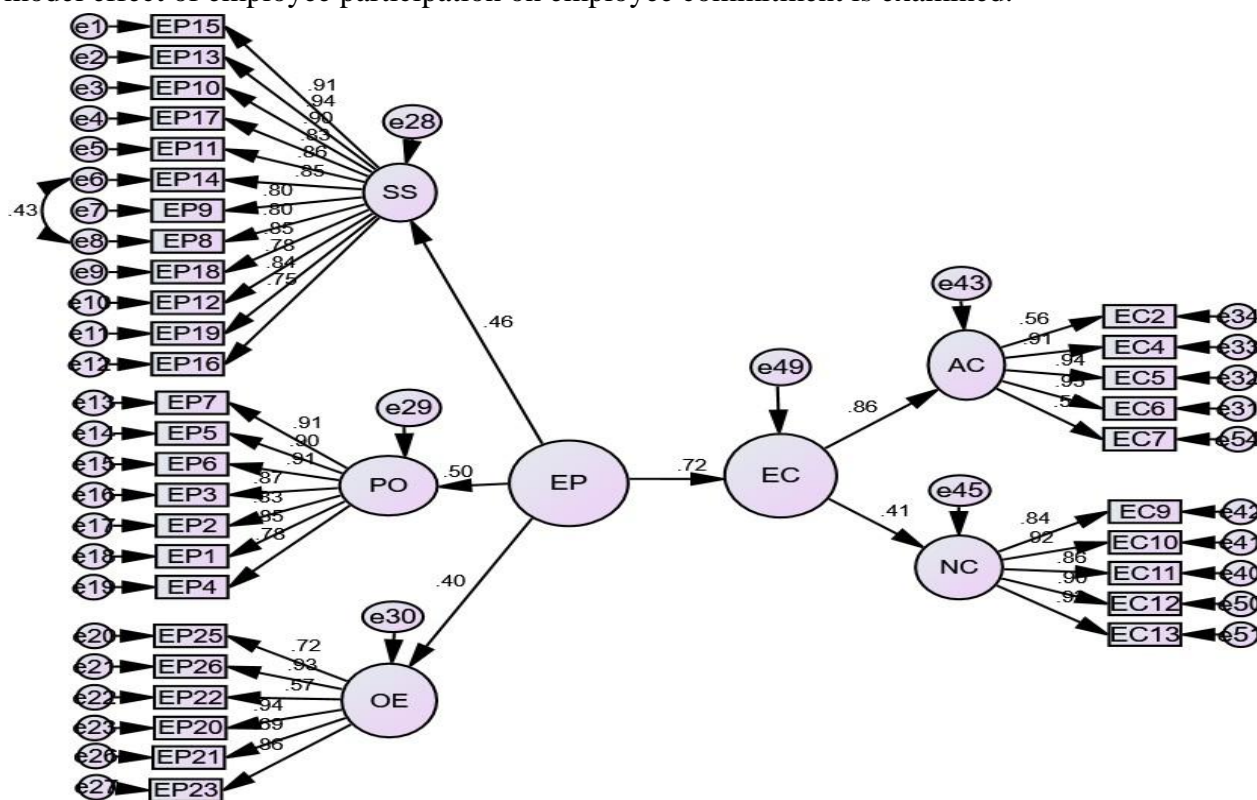 model effect of employee participation on employee commitment is examined.
e1 EP15
e2 EP13
e3 EP10
e4 EP17
e5 EP11
e6 EP14
e7 EP9
e8 EP8
e9 EP18
e10 EP12
e11 EP19
e12 EP16
.43
.91
.94
.90
.83
.86
.85
.80
.80
.85
.78
.84
.75
e28
SS
.46
e13 EP7
e14 EP5
e15 EP6
e16 EP3
e17 EP2
e18 EP1
e19 EP4
.91
.90
.91
.87
.83
.85
.78
e29
PO
.50
EP
.72
.40
e20 EP25
e21 EP26
e22 EP22
e23 EP20
e26 EP21
e27 EP23
.72
.93
.57
.94
e30
OE
e49
EC
.86
.41
e43
AC
.56
.91
.94
.95
EC2 e34
EC4 e33
EC5 e32
EC6 e31
EC7 e54
e45
NC
.84
.92
.86
.90
EC9 e42
EC10 e41
EC11 e40
EC12 e50
EC13 e51